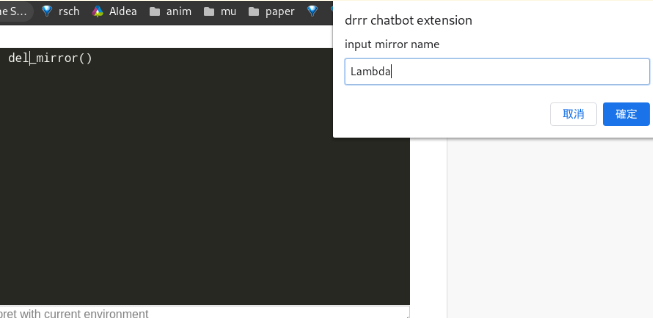 e S...
rsch
AIdea
anim
mu
paper
drrr chatbot extension
input mirror name
Lambda
取消
確定
del_mirror()
pret with current environment